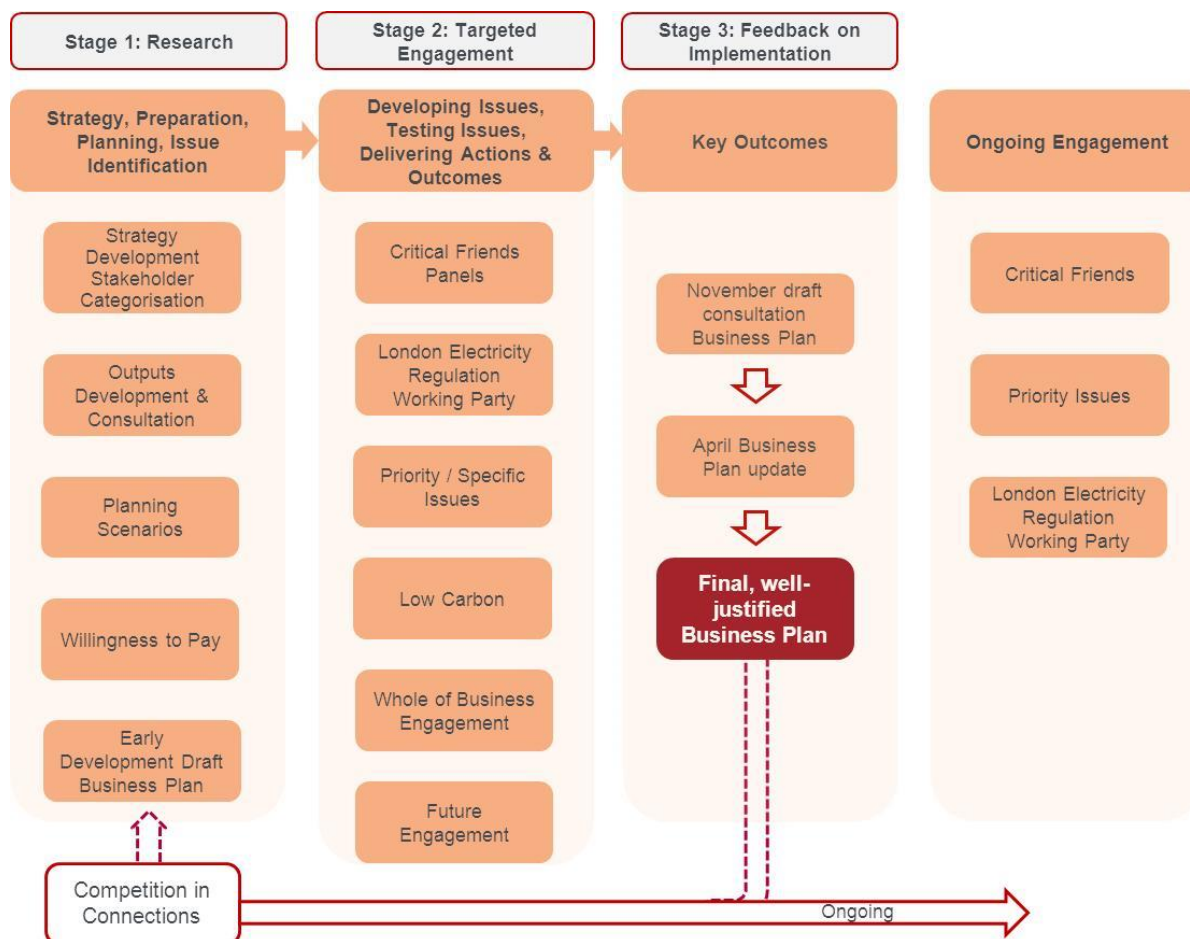 Stage 1: Research
Stage 2: Targeted
Engagement
Stage 3: Feedback on
Implementation
Strategy, Preparation,
Planning, Issue
Identification
Developing Issues,
Testing Issues,
Delivering Actions &
Outcomes
Key Outcomes
Ongoing Engagement
Strategy
Development
Stakeholder
Categorisation
Outputs
Development &
Consultation
Planning
Scenarios
Willingness to Pay
Early
Development Draft
Business Plan
Critical Friends
Panels
London Electricity
Regulation
Working Party
Priority / Specific
Issues
Low Carbon
Whole of Business
Engagement
Future
Engagement
November draft
consultation
Business Plan
April Business
Plan update
Final, well-
justified
Business Plan
Critical Friends
Priority Issues
London Electricity
Regulation
Working Party
Competition in
Connections
Ongoing